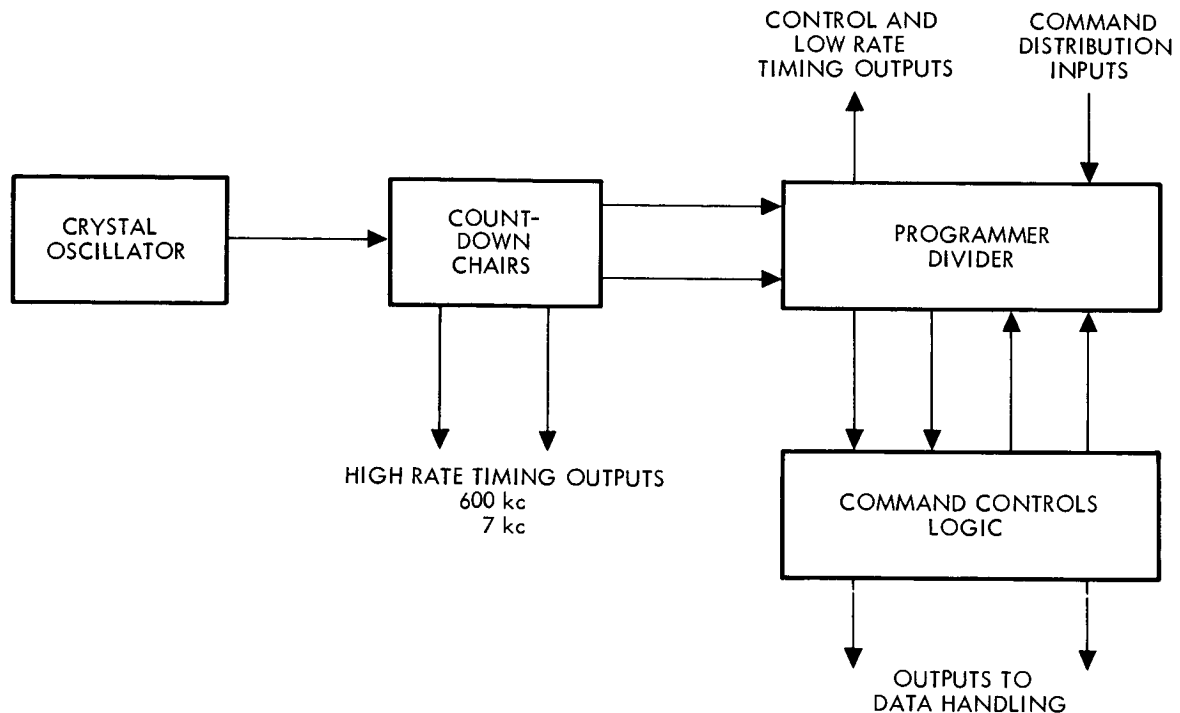 CONTROL AND
LOW RATE
TIMING OUTPUTS
COMMAND
DISTRIBUTION
INPUTS
CRYSTAL
OSCILLATOR
COUNT-
DOWN
CHAIRS
PROGRAMMER
DIVIDER
HIGH RATE TIMING OUTPUTS
600 kc
7 kc
COMMAND CONTROLS
LOGIC
OUTPUTS TO
DATA HANDLING